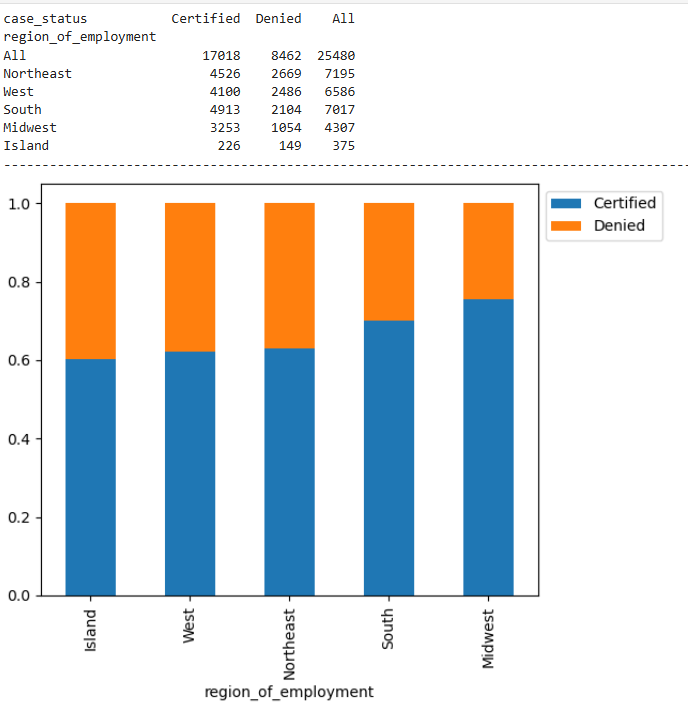 case_status Certified Denied All
region_of_employment
All 17018 8462 25480
Northeast 4526 2669 7195
West 4100 2486 6586
South 4913 2104 7017
Midwest 3253 1054 4307
Island 226 149 375
------------------------------------------------------------------------------------------
1.0
0.8
0.6
0.4
0.2
0.0
Certified
Denied
Island
West
Northeast
South
Midwest
region_of_employment